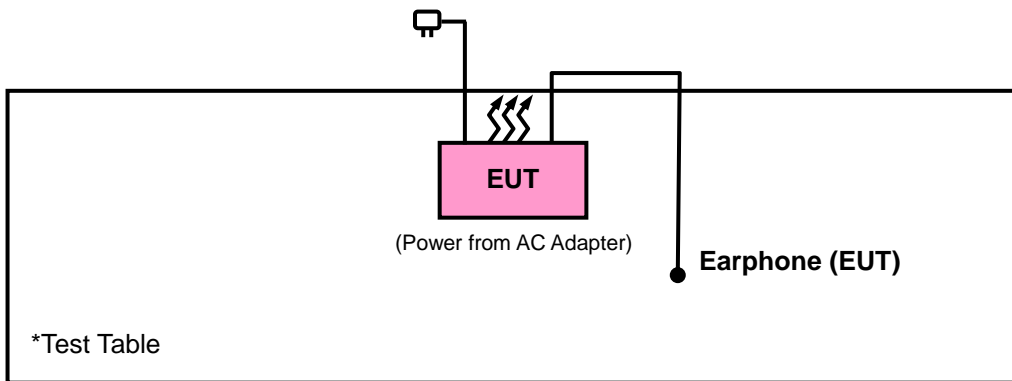 EUT
(Power from AC Adapter)
Earphone (EUT)
*Test Table